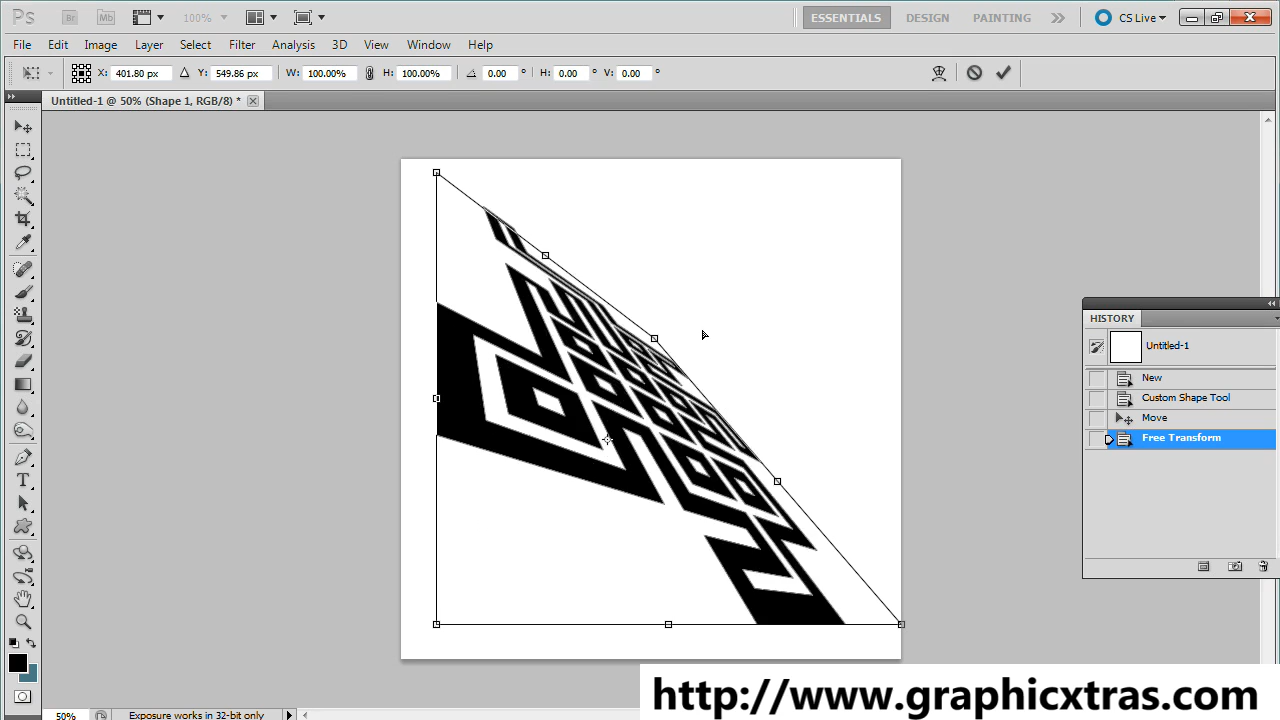 Ps Br Mb 100% ESSENTIALS DESIGN PAINTING CS Live
File Edit Image Layer Select Filter Analysis 3D View Window Help
X: 401.80 px Y: 549.86 px W: 100.00% H: 100.00% 0.00 ° H: 0.00 ° V: 0.00 °
Untitled-1 @ 50% (Shape 1, RGB/8) *
HISTORY
Untitled-1
New
Custom Shape Tool
Move
Free Transform
T
50% Exposure works in 32-bit only
http://www.graphicxtras.com